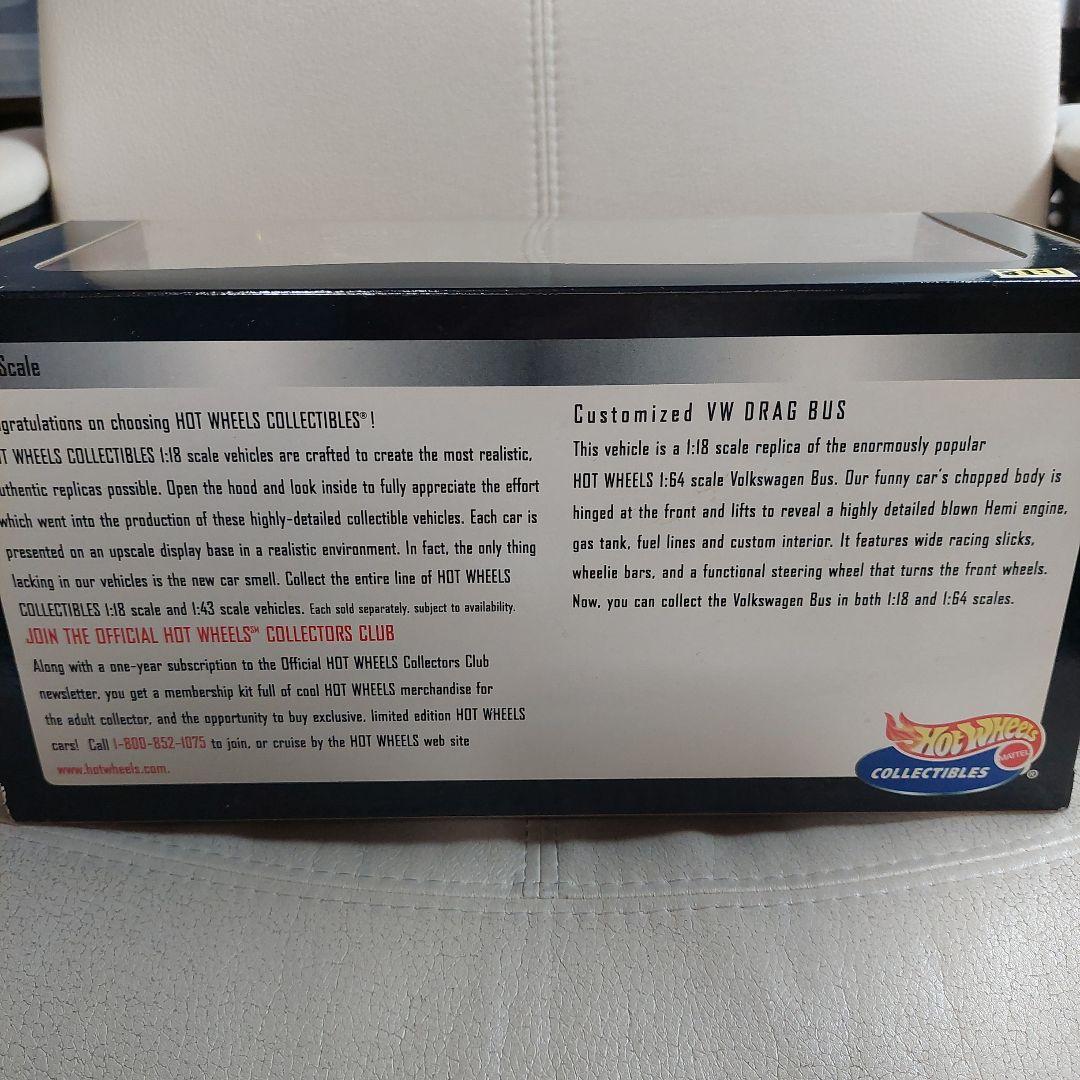 Scale
gratulations on choosing HOT WHEELS COLLECTIBLES® !
T WHEELS COLLECTIBLES 1:18 scale vehicles are crafted to create the most realistic,
uthentic replicas possible. Open the hood and look inside to fully appreciate the effort
which went into the production of these highly-detailed collectible vehicles. Each car is
presented on an upscale display base in a realistic environment. In fact, the only thing
lacking in our vehicles is the new car smell. Collect the entire line of HOT WHEELS
COLLECTIBLES 1:18 scale and 1:43 scale vehicles. Each sold separately, subject to availability.
JOIN THE OFFICIAL HOT WHEELS℠ COLLECTORS CLUB
Along with a one-year subscription to the Official HOT WHEELS Collectors Club
newsletter, you get a membership kit full of cool HOT WHEELS merchandise for
the adult collector, and the opportunity to buy exclusive, limited edition HOT WHEELS
cars! Call 1-800-852-1075 to join, or cruise by the HOT WHEELS web site
www.hotwheels.com.
Customized VW DRAG BUS
This vehicle is a 1:18 scale replica of the enormously popular
HOT WHEELS 1:64 scale Volkswagen Bus. Our funny car's chopped body is
hinged at the front and lifts to reveal a highly detailed blown Hemi engine,
gas tank, fuel lines and custom interior. It features wide racing slicks,
wheelie bars, and a functional steering wheel that turns the front wheels.
Now, you can collect the Volkswagen Bus in both 1:18 and 1:64 scales.
Hot Wheels
MATTEL
COLLECTIBLES ®